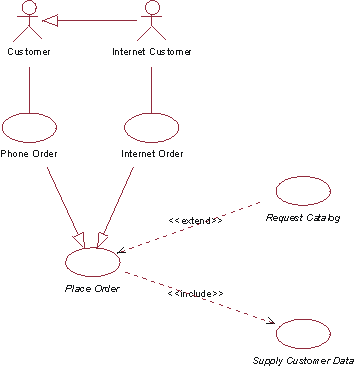 Customer
Internet Customer
Phone Order
Internet Order
<<extend>>
Request Catalog
Place Order
<<include>>
Supply Customer Data